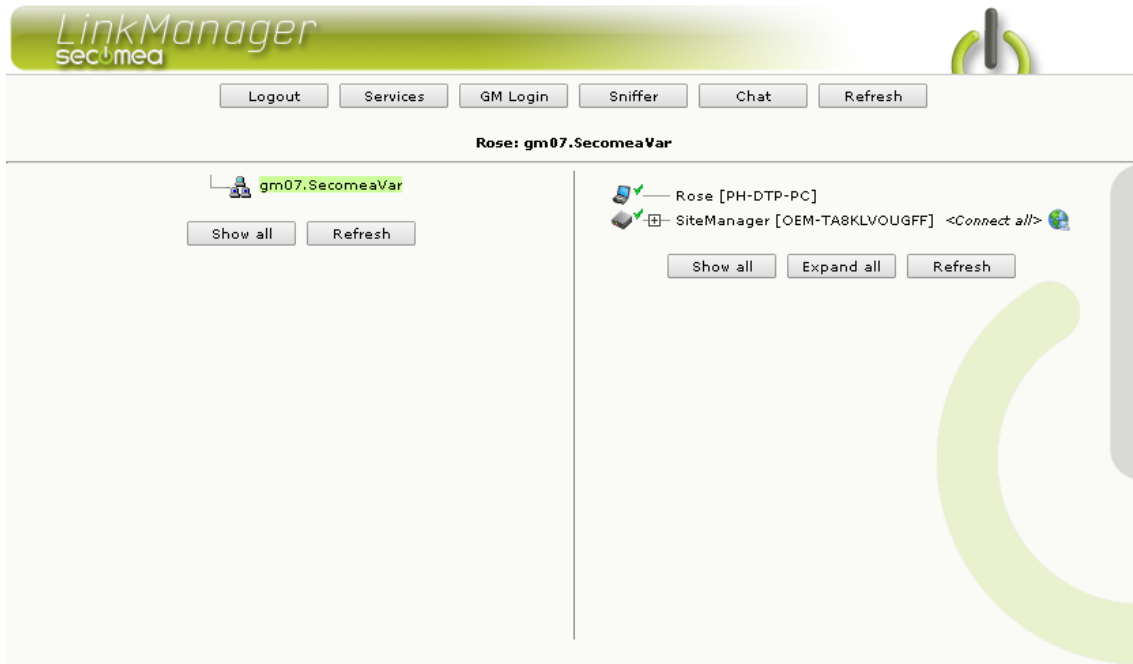 LinkManager
secomea
Logout Services GM Login Sniffer Chat Refresh
Rose: gm07.SecomeaVar
gm07.SecomeaVar
Show all Refresh
Rose [PH-DTP-PC]
SiteManager [OEM-TA8KLVOUGFF] <Connect all>
Show all Expand all Refresh